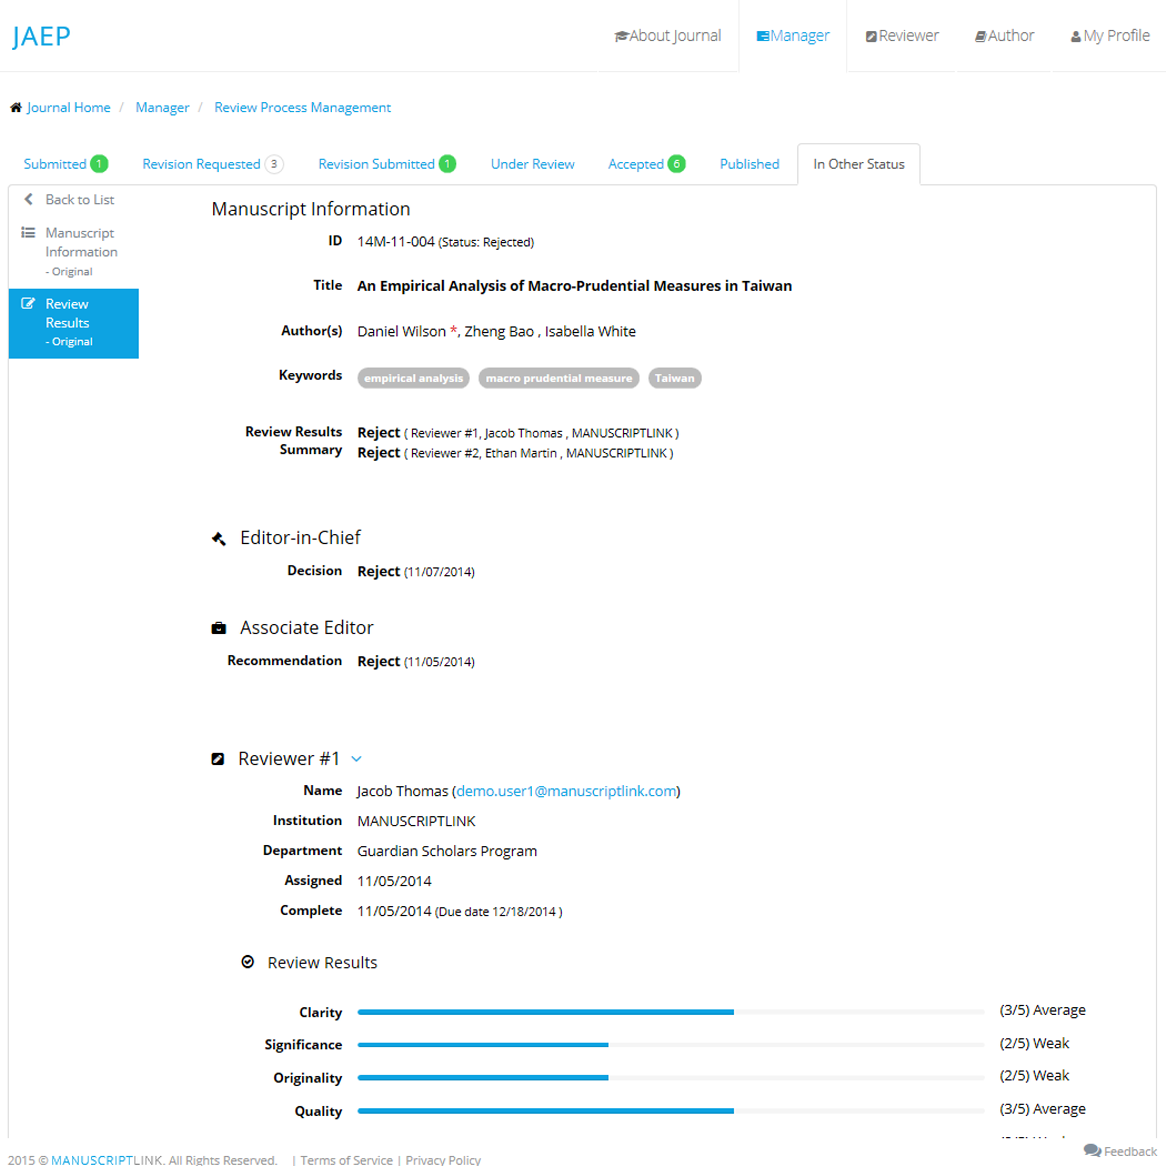 JAEP
About Journal Manager Reviewer Author My Profile
Journal Home / Manager / Review Process Management
Submitted 1 Revision Requested 3 Revision Submitted 1 Under Review Accepted 6 Published In Other Status
Back to List
Manuscript
Information
- Original
Review
Results
- Original
Manuscript Information
ID 14M-11-004 (Status: Rejected)
Title An Empirical Analysis of Macro-Prudential Measures in Taiwan
Author(s) Daniel Wilson *, Zheng Bao , Isabella White
Keywords empirical analysis macro prudential measure Taiwan
Review Results Reject ( Reviewer #1, Jacob Thomas , MANUSCRIPTLINK )
Summary Reject ( Reviewer #2, Ethan Martin , MANUSCRIPTLINK )
Editor-in-Chief
Decision Reject (11/07/2014)
Associate Editor
Recommendation Reject (11/05/2014)
Reviewer #1
Name Jacob Thomas (demo.user1@manuscriptlink.com)
Institution MANUSCRIPTLINK
Department Guardian Scholars Program
Assigned 11/05/2014
Complete 11/05/2014 (Due date 12/18/2014 )
Review Results
Clarity (3/5) Average
Significance (2/5) Weak
Originality (2/5) Weak
Quality (3/5) Average
Feedback
2015 © MANUSCRIPTLINK. All Rights Reserved. | Terms of Service | Privacy Policy